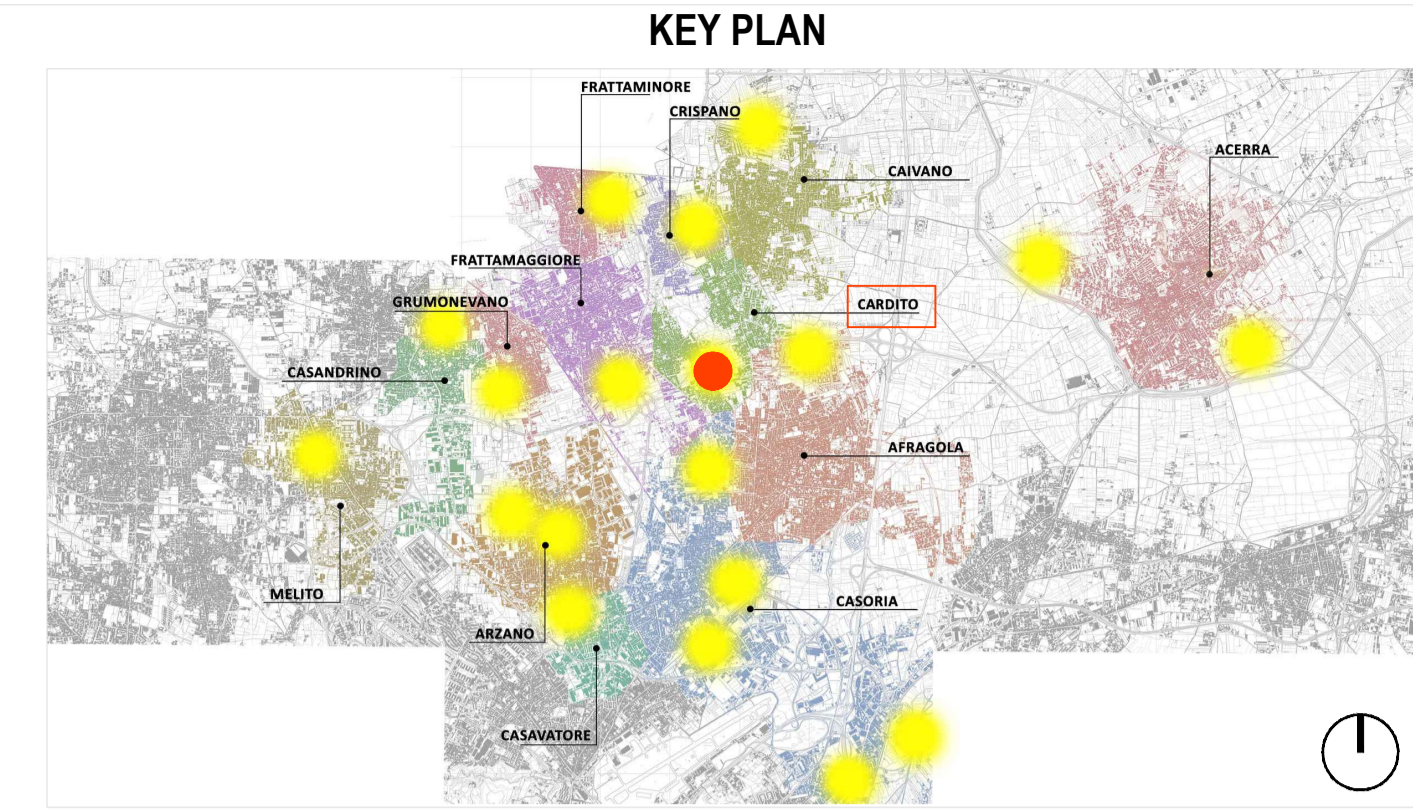 KEY PLAN
FRATTAMINORE
CRISPANO
ACERRA
CAIVANO
FRATTAMAGGIORE
GRUMONEVANO
CARDITO
CASANDRINO
AFRAGOLA
MELITO
CASORIA
ARZANO
CASAVATORE